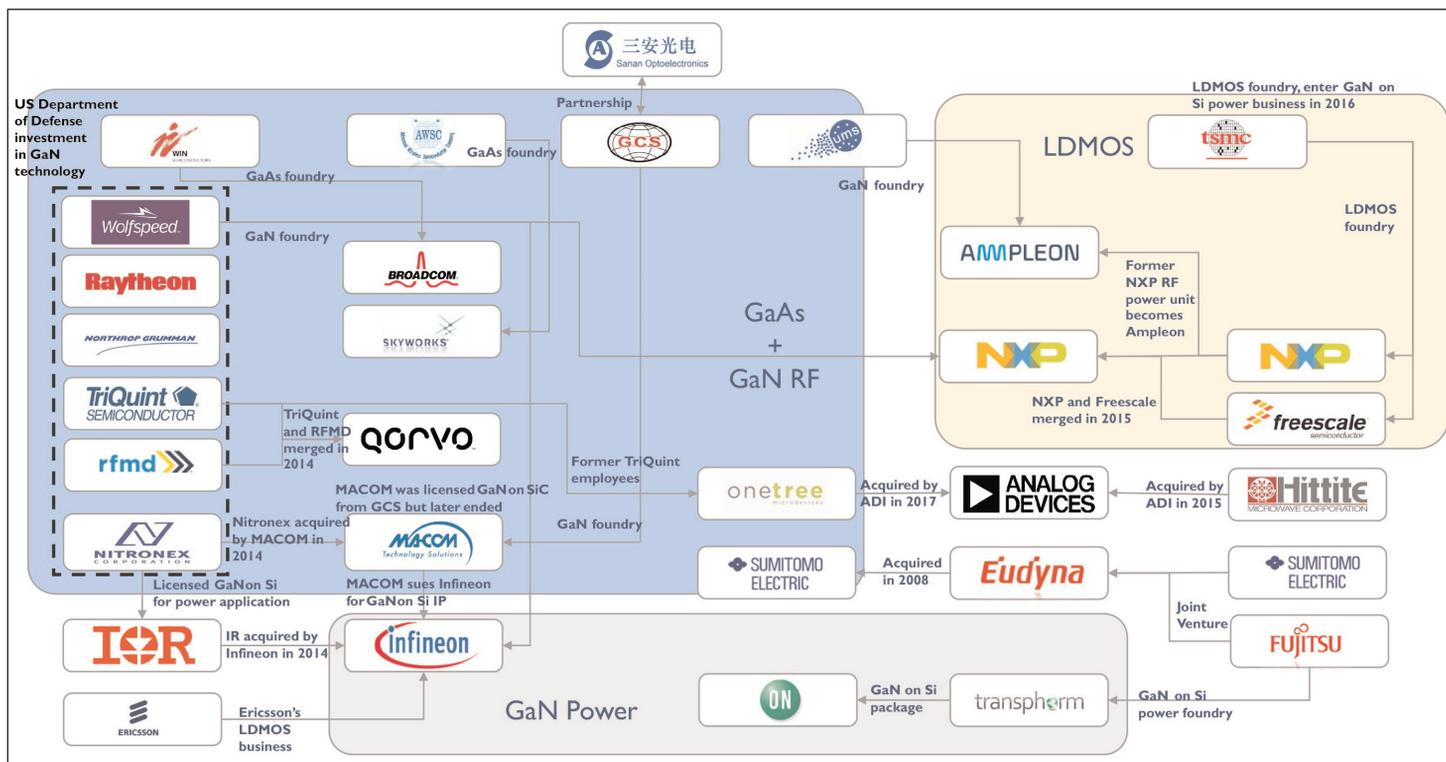 三安光电
Sanan Optoelectronics
US Department
of Defense
investment
in GaN
technology
Partnership
LDMOS foundry, enter GaN on
Si power business in 2016
WIN
SEMICONDUCTORS
AWSC
GaAs foundry
GCS
ums
LDMOS
tsmc
GaAs foundry
GaN foundry
Wolfspeed
GaN foundry
LDMOS
foundry
Raytheon
BROADCOM
AMPLEON
Former
NXP RF
power unit
becomes
Ampleon
NORTHROP GRUMMAN
SKYWORKS
GaAs
+
GaN RF
NXP
NXP
TriQuint
SEMICONDUCTOR
TriQuint
and RFMD
merged in
2014
NXP and Freescale
merged in 2015
freescale
semiconductor
rfmd
QORVO
Former TriQuint
employees
onetree
microdevices
Acquired by
ADI in 2017
ANALOG
DEVICES
Acquired by
ADI in 2015
Hittite
MICROWAVE CORPORATION
MACOM was licensed GaN on SiC
from GCS but later ended
NITRONEX
CORPORATION
Nitronex acquired
by MACOM in
2014
MACOM
Technology Solutions
GaN foundry
SUMITOMO
ELECTRIC
Acquired
in 2008
Eudyna
SUMITOMO
ELECTRIC
Licensed GaN on Si
for power application
MACOM sues Infineon
for GaN on Si IP
Joint
Venture
IOR
IR acquired by
Infineon in 2014
infineon
FUJITSU
ERICSSON
Ericsson's
LDMOS
business
GaN Power
ON
GaN on Si
package
transphorm
GaN on Si
power foundry